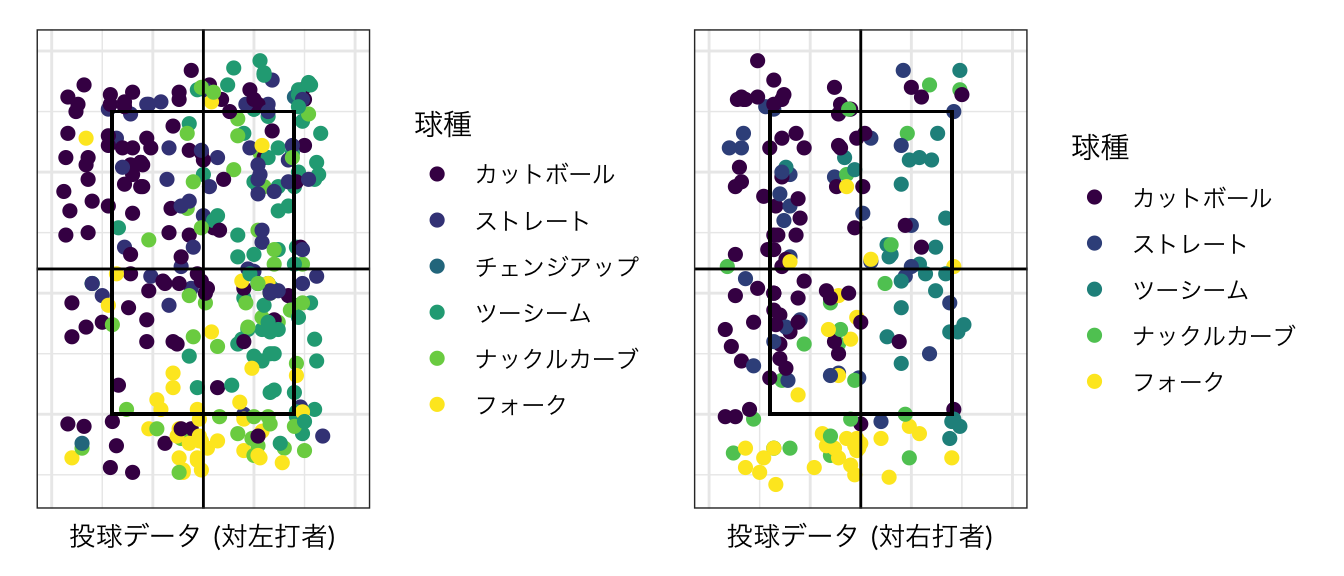 球種
カットボール
ストレート
チェンジアップ
ツーシーム
ナックルカーブ
フォーク
投球データ (対左打者)
球種
カットボール
ストレート
ツーシーム
ナックルカーブ
フォーク
投球データ (対右打者)